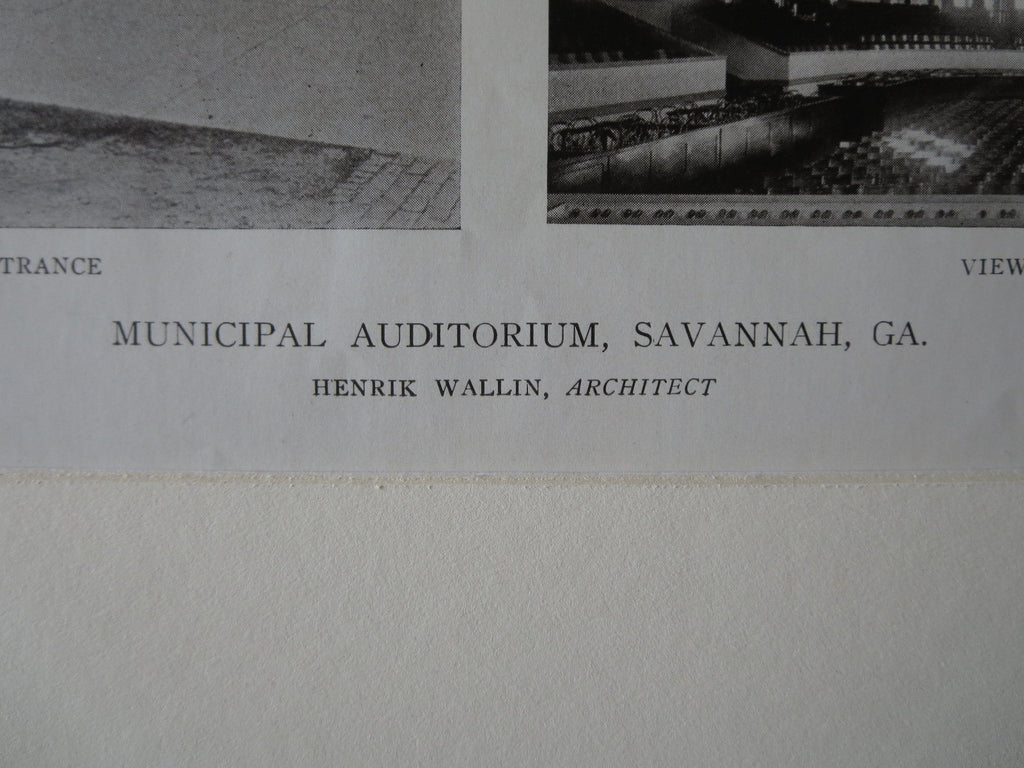 TRANCE
VIEW
MUNICIPAL AUDITORIUM, SAVANNAH, GA.
HENRIK WALLIN, ARCHITECT